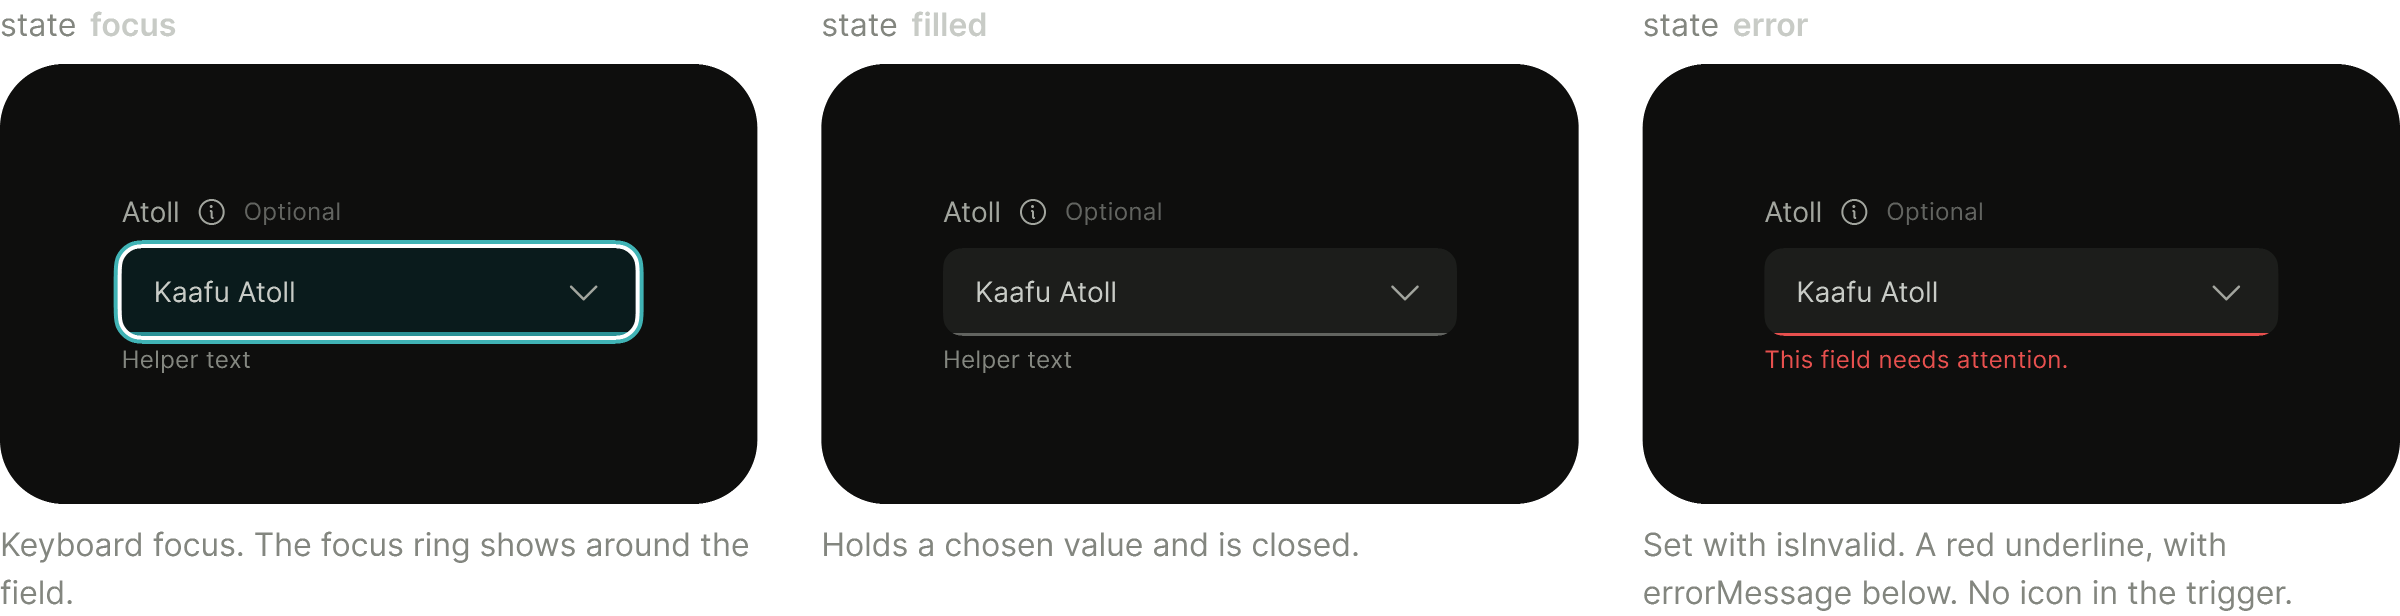 state focus
Atoll Optional
Kaafu Atoll
Helper text
Keyboard focus. The focus ring shows around the
field.
state filled
Atoll Optional
Kaafu Atoll
Helper text
Holds a chosen value and is closed.
state error
Atoll Optional
Kaafu Atoll
This field needs attention.
Set with isInvalid. A red underline, with
errorMessage below. No icon in the trigger.